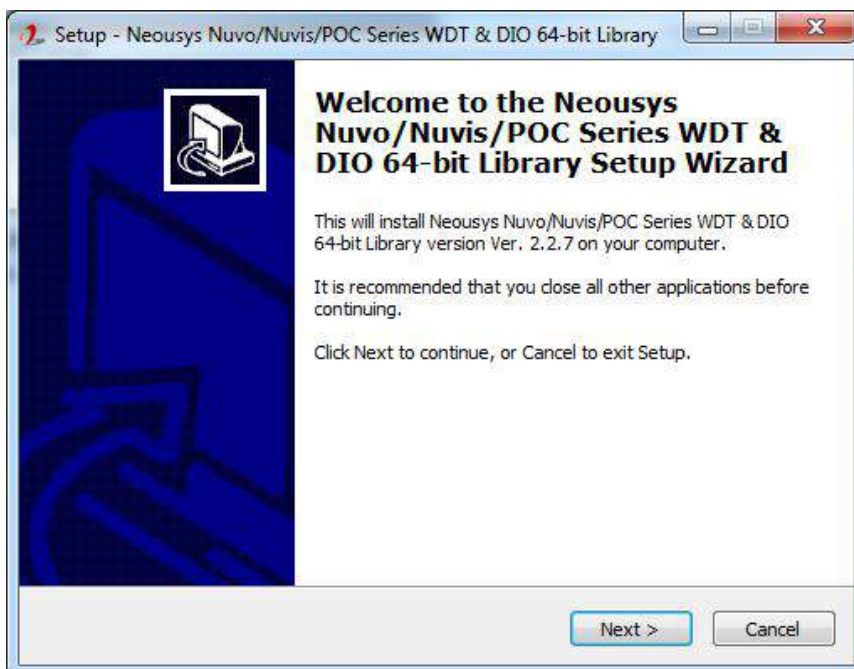 Setup - Neousys Nuvo/Nuvis/POC Series WDT & DIO 64-bit Library
Welcome to the Neousys
Nuvo/Nuvis/POC Series WDT &
DIO 64-bit Library Setup Wizard
This will install Neousys Nuvo/Nuvis/POC Series WDT & DIO
64-bit Library version Ver. 2.2.7 on your computer.
It is recommended that you close all other applications before
continuing.
Click Next to continue, or Cancel to exit Setup.
Next >
Cancel